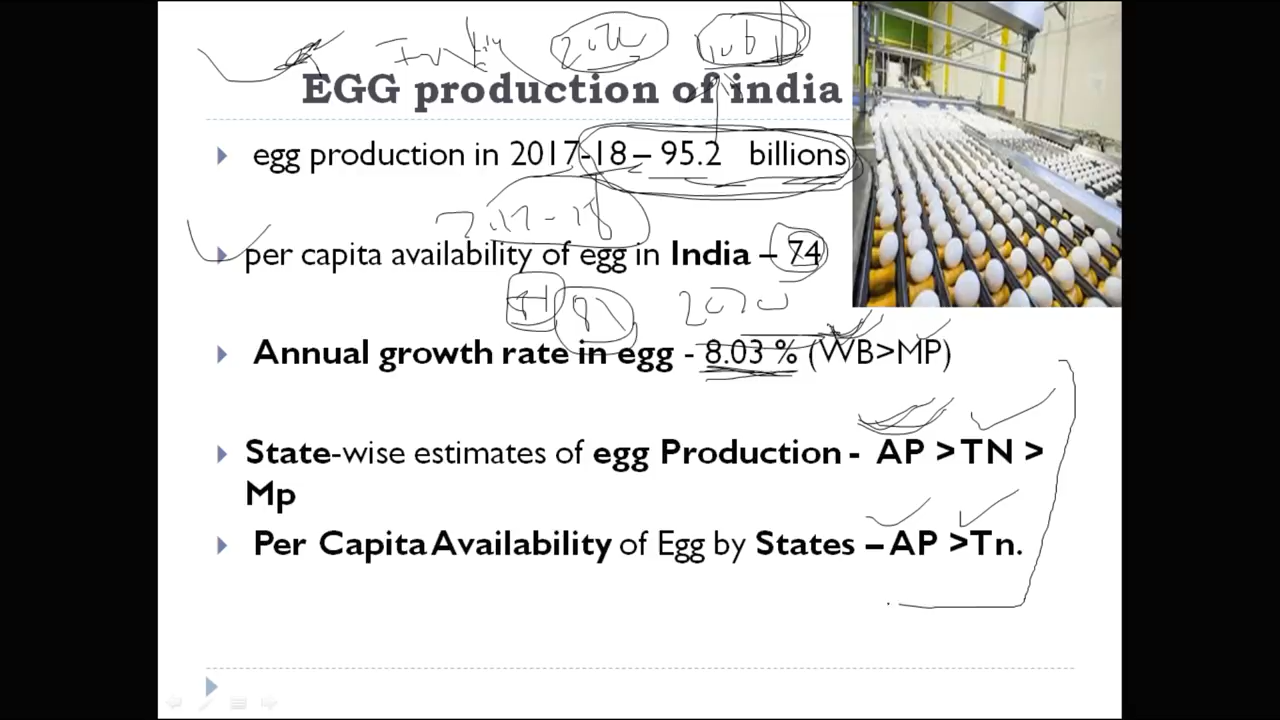 EGG production of india
egg production in 2017-18 – 95.2 billions
2017-18
per capita availability of egg in India – 74
Annual growth rate in egg - 8.03 % (WB>MP)
State-wise estimates of egg Production - AP >TN >
Mp
Per Capita Availability of Egg by States – AP >Tn.